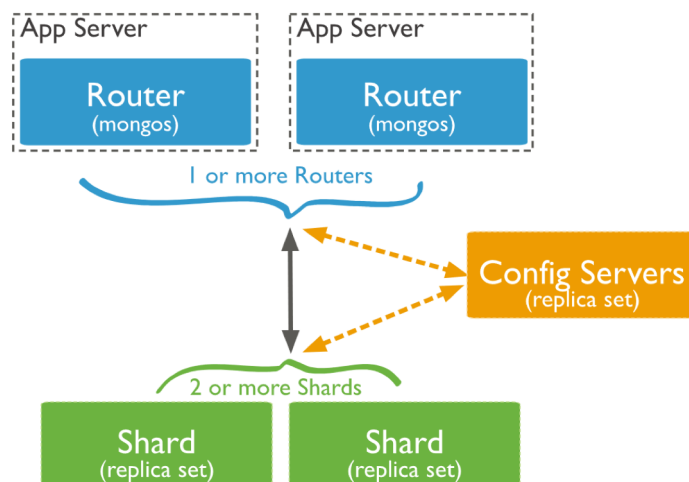 App Server
App Server
Router
(mongos)
Router
(mongos)
1 or more Routers
Config Servers
(replica set)
2 or more Shards
Shard
(replica set)
Shard
(replica set)